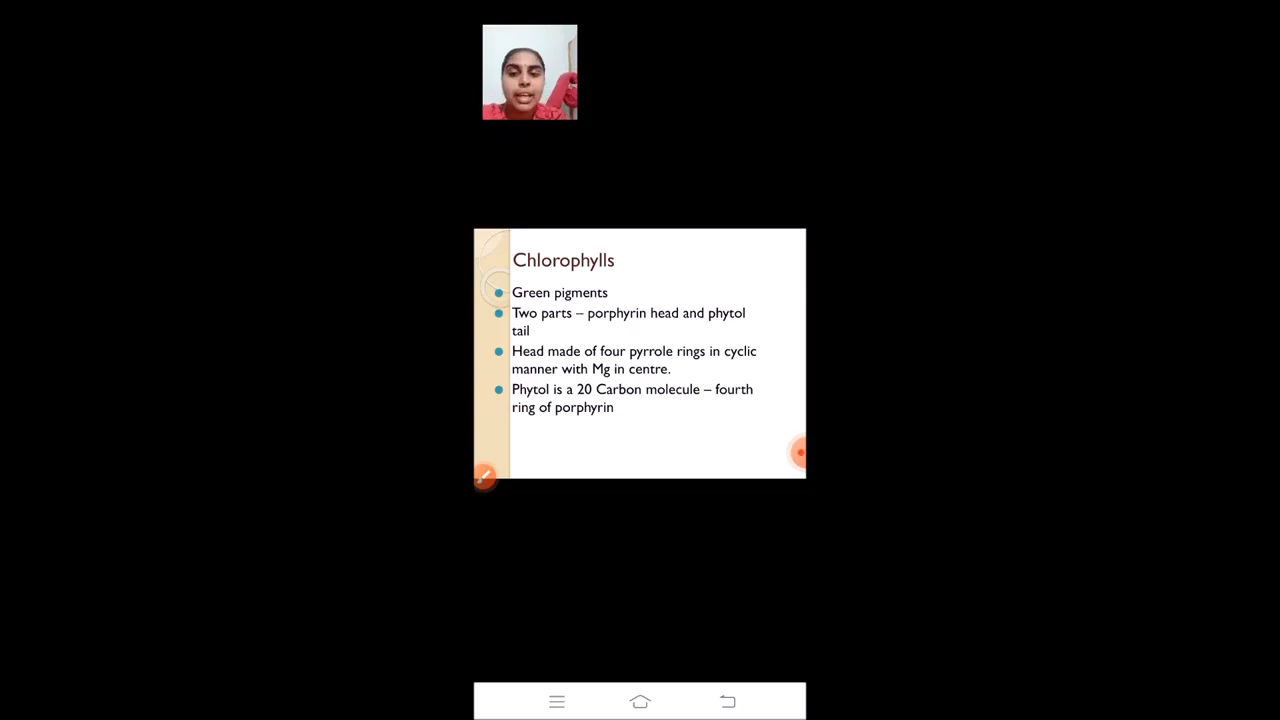 Chlorophylls
Green pigments
Two parts – porphyrin head and phytol
tail
Head made of four pyrrole rings in cyclic
manner with Mg in centre.
Phytol is a 20 Carbon molecule – fourth
ring of porphyrin